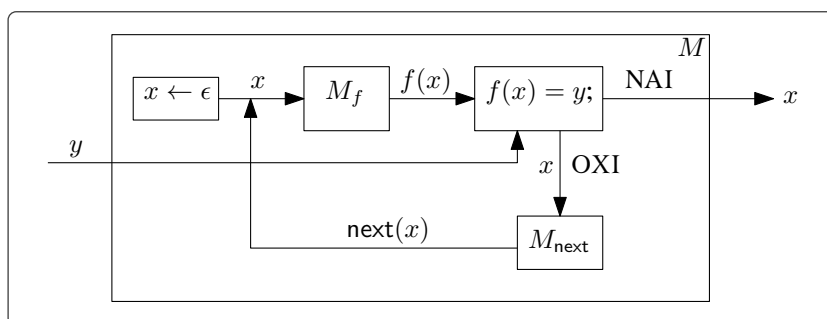 M
x ← ϵ
x
M_f
f(x)
f(x) = y;
NAI
x
y
x
OXI
next(x)
M_next